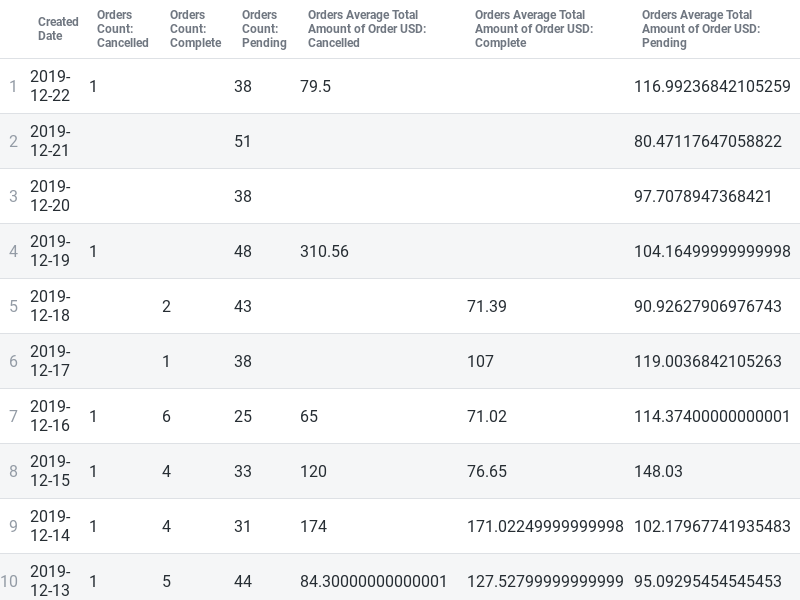 Created Date Orders Count: Cancelled Orders Count: Complete Orders Count: Pending Orders Average Total Amount of Order USD: Cancelled Orders Average Total Amount of Order USD: Complete Orders Average Total Amount of Order USD: Pending
1 2019-12-22 1 38 79.5 116.99236842105259
2 2019-12-21 51 80.47117647058822
3 2019-12-20 38 97.7078947368421
4 2019-12-19 1 48 310.56 104.16499999999998
5 2019-12-18 2 43 71.39 90.92627906976743
6 2019-12-17 1 38 107 119.0036842105263
7 2019-12-16 1 6 25 65 71.02 114.37400000000001
8 2019-12-15 1 4 33 120 76.65 148.03
9 2019-12-14 1 4 31 174 171.02249999999998 102.17967741935483
10 2019-12-13 1 5 44 84.30000000000001 127.52799999999999 95.09295454545453